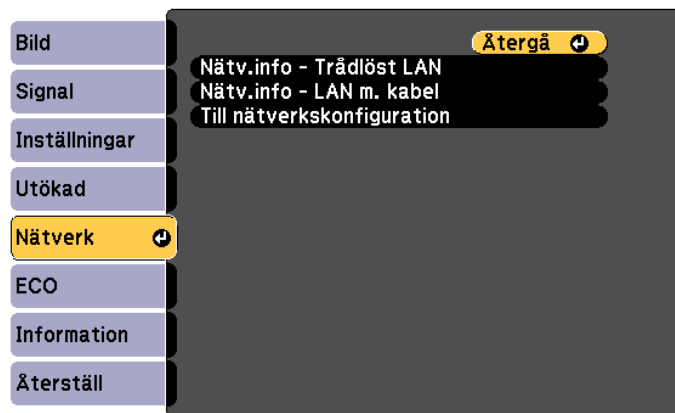 Bild
Signal
Inställningar
Utökad
Nätverk
ECO
Information
Återställ
Återgå
Nätv.info - Trådlöst LAN
Nätv.info - LAN m. kabel
Till nätverkskonfiguration